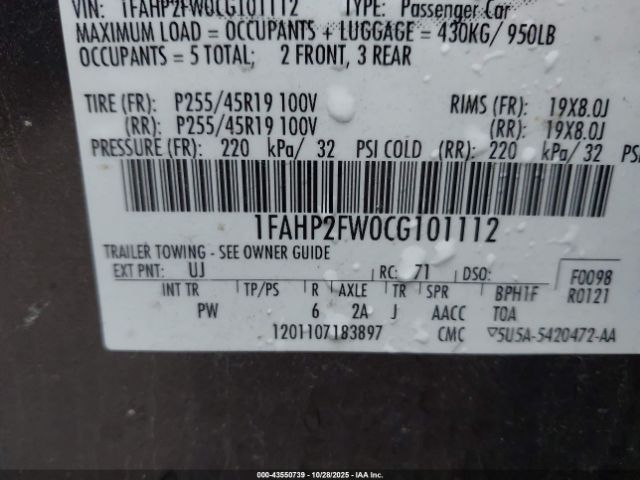 VIN: 1FAHP2FW0CG101112 TYPE: Passenger Car
MAXIMUM LOAD = OCCUPANTS + LUGGAGE = 430KG/ 950LB
OCCUPANTS = 5 TOTAL; 2 FRONT, 3 REAR
TIRE (FR): P255/45R19 100V RIMS (FR): 19X8.0J
(RR): P255/45R19 100V (RR): 19X8.0J
PRESSURE (FR): 220 kPa/ 32 PSI COLD (RR): 220 kPa/ 32 PSI
1FAHP2FW0CG101112
TRAILER TOWING - SEE OWNER GUIDE
EXT PNT: UJ RC: 71 DSO: F0098
INT TR TP/PS R AXLE TR SPR BPH1F R0121
PW 6 2A J AACC TOA
1201107183897 CMC ▽5U5A-5420472-AA
000-43550739 - 10/28/2025 - IAAI.COM